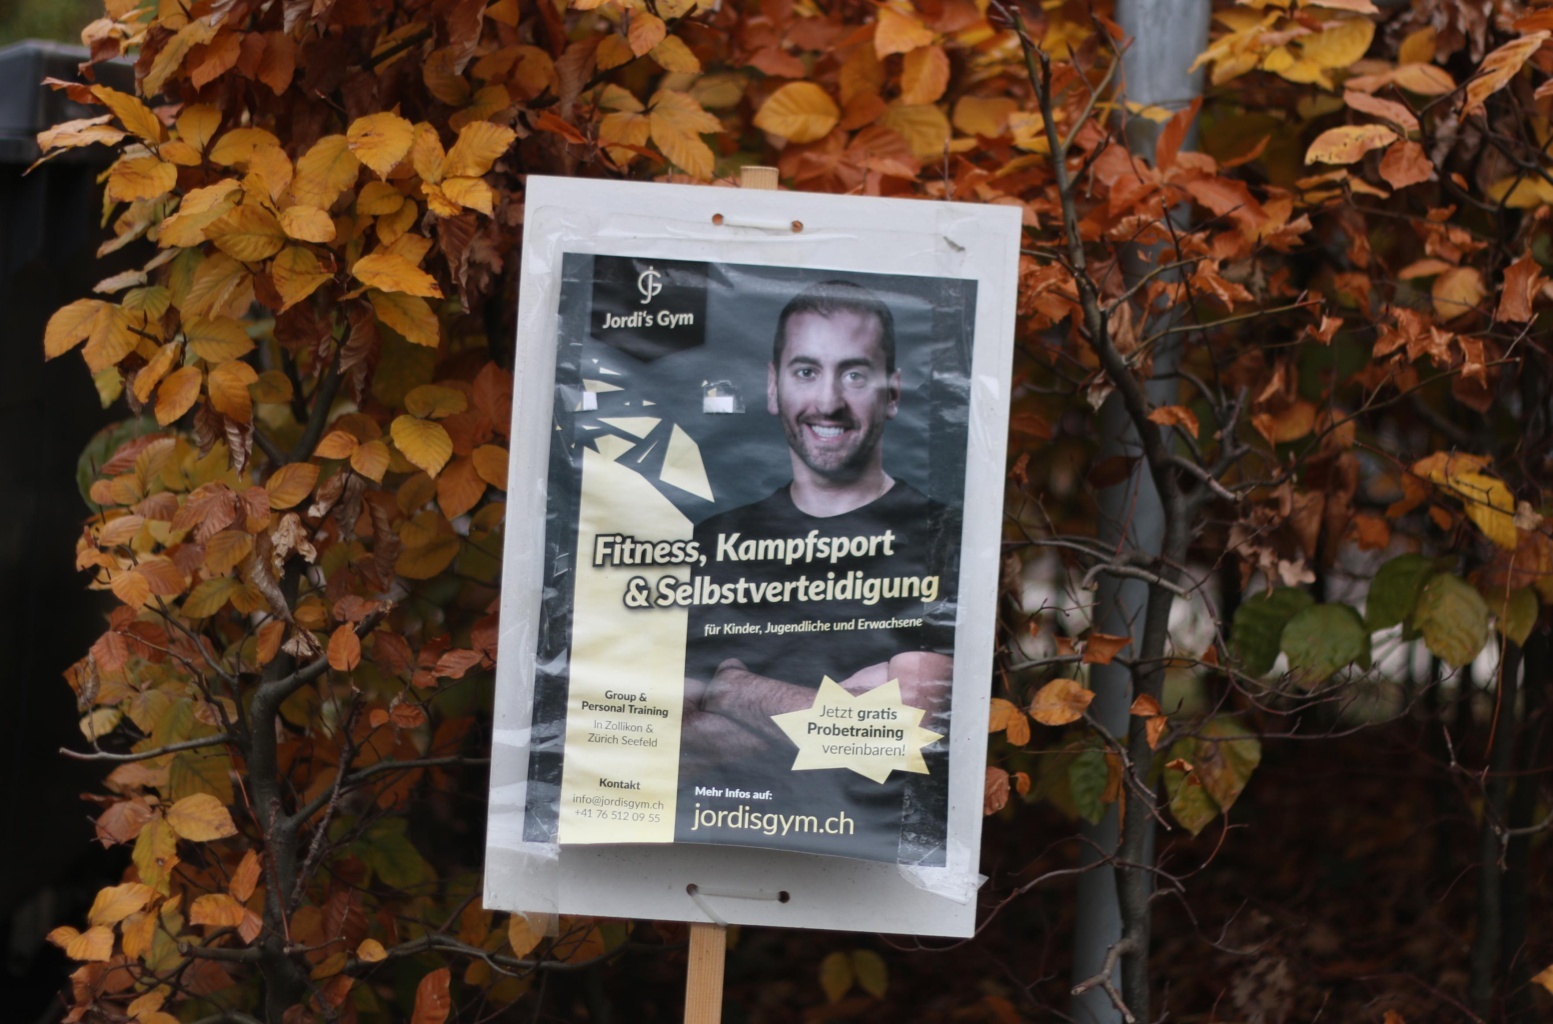 Jordi's Gym
Fitness, Kampfsport
& Selbstverteidigung
für Kinder, Jugendliche und Erwachsene
Group &
Personal Training
In Zollikon &
Zürich Seefeld
Kontakt
info@jordisgym.ch
+41 76 512 09 55
Jetzt gratis
Probetraining
vereinbaren!
Mehr Infos auf:
jordisgym.ch